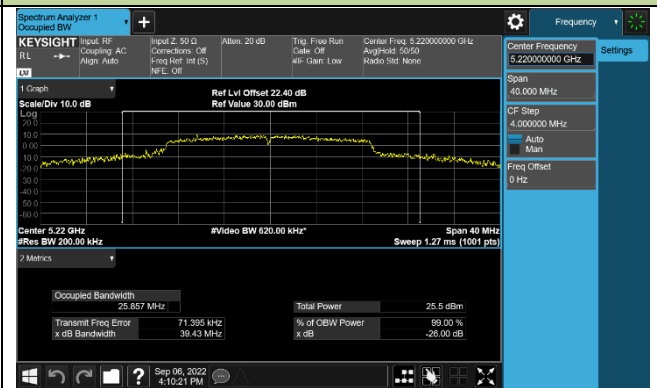 Spectrum Analyzer 1
Occupied BW
Frequency
KEYSIGHT
RL
LXI
Input: RF
Coupling: AC
Align: Auto
Input Z: 50 Ω
Corrections: Off
Freq Ref: Int (S)
NFE: Off
Atten: 20 dB
Trig: Free Run
Gate: Off
#IF Gain: Low
Center Freq: 5.220000000 GHz
Avg|Hold: 50/50
Radio Std: None
Center Frequency
5.220000000 GHz
Settings
Span
40.000 MHz
CF Step
4.000000 MHz
Auto
Man
Freq Offset
0 Hz
1 Graph
Scale/Div 10.0 dB
Ref Lvl Offset 22.40 dB
Ref Value 30.00 dBm
Log
20.0
10.0
0.00
-10.0
-20.0
-30.0
-40.0
-50.0
-60.0
Center 5.22 GHz
#Video BW 620.00 kHz*
Span 40 MHz
#Res BW 200.00 kHz
Sweep 1.27 ms (1001 pts)
2 Metrics
Occupied Bandwidth
25.857 MHz
Total Power 25.5 dBm
Transmit Freq Error 71.395 kHz
% of OBW Power 99.00 %
x dB Bandwidth 39.43 MHz
x dB -26.00 dB
Sep 06, 2022
4:10:21 PM